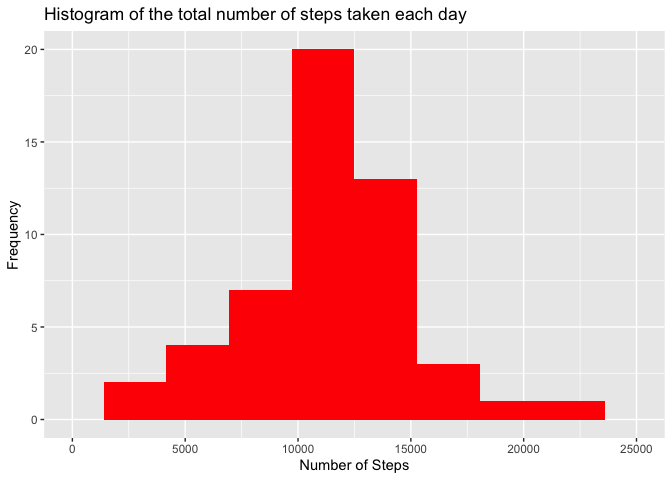 Histogram of the total number of steps taken each day
20
15
10
5
0
Frequency
0 5000 10000 15000 20000 25000
Number of Steps